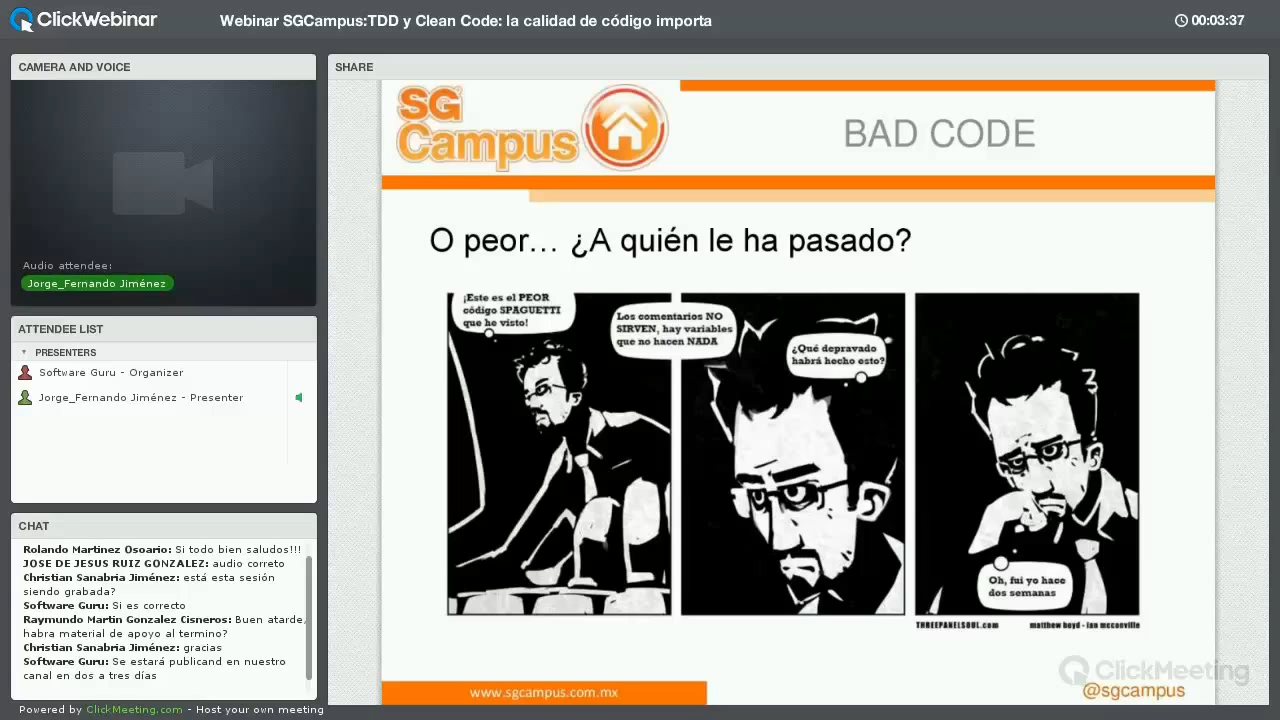 ClickWebinar
Webinar SGCampus:TDD y Clean Code: la calidad de código importa
00:03:37
CAMERA AND VOICE
Audio attendee:
Jorge_Fernando Jiménez
ATTENDEE LIST
PRESENTERS
Software Guru - Organizer
Jorge_Fernando Jiménez - Presenter
CHAT
Rolando Martinez Osoario: Si todo bien saludos!!!
JOSE DE JESUS RUIZ GONZALEZ: audio correto
Christian Sanabria Jiménez: está esta sesión
siendo grabada?
Software Guru: Si es correcto
Raymundo Martin Gonzalez Cisneros: Buen atarde,
habra material de apoyo al termino?
Christian Sanabria Jiménez: gracias
Software Guru: Se estará publicand en nuestro
canal en dos a tres días
Powered by ClickMeeting.com - Host your own meeting
SHARE
SG
Campus
BAD CODE
O peor... ¿A quién le ha pasado?
¡Este es el PEOR
código SPAGUETTI
que he visto!
Los comentarios NO
SIRVEN, hay variables
que no hacen NADA
¿Qué depravado
habrá hecho esto?
Oh, fui yo hace
dos semanas
THREEPANELSOUL.com
matthew boyd - ian mcconville
www.sgcampus.com.mx
ClickMeeting
@sgcampus